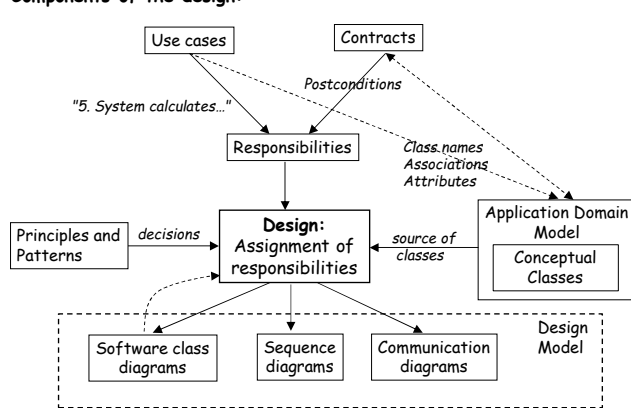 Components of the design:
Use cases
Contracts
Postconditions
"5. System calculates…"
Responsibilities
Class names
Associations
Attributes
Principles and
Patterns
decisions
Design:
Assignment of
responsibilities
source of
classes
Application Domain
Model
Conceptual
Classes
Design
Model
Software class
diagrams
Sequence
diagrams
Communication
diagrams